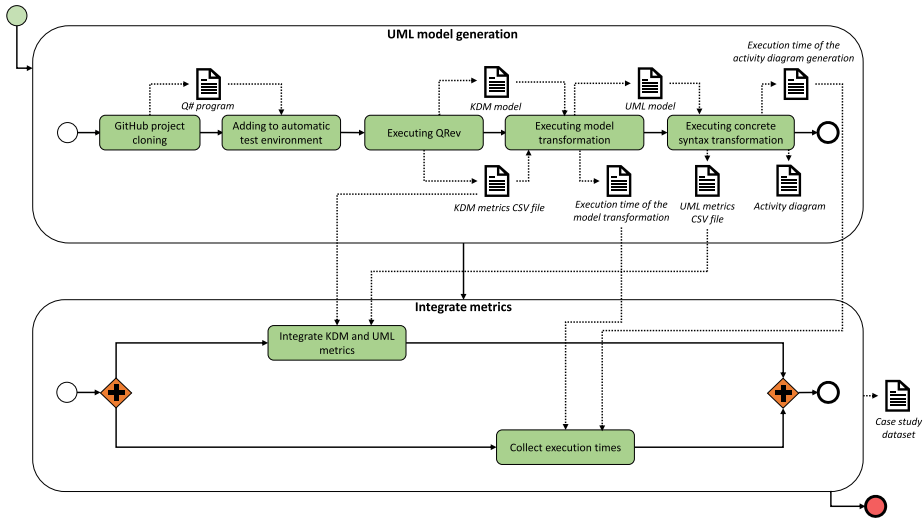 UML model generation
Execution time of the
activity diagram generation
Q# program
KDM model
UML model
GitHub project
cloning
Adding to automatic
test environment
Executing QRev
Executing model
transformation
Executing concrete
syntax transformation
KDM metrics CSV file
Execution time of the
model transformation
UML metrics
CSV file
Activity diagram
Integrate metrics
Integrate KDM and UML
metrics
Case study
dataset
Collect execution times